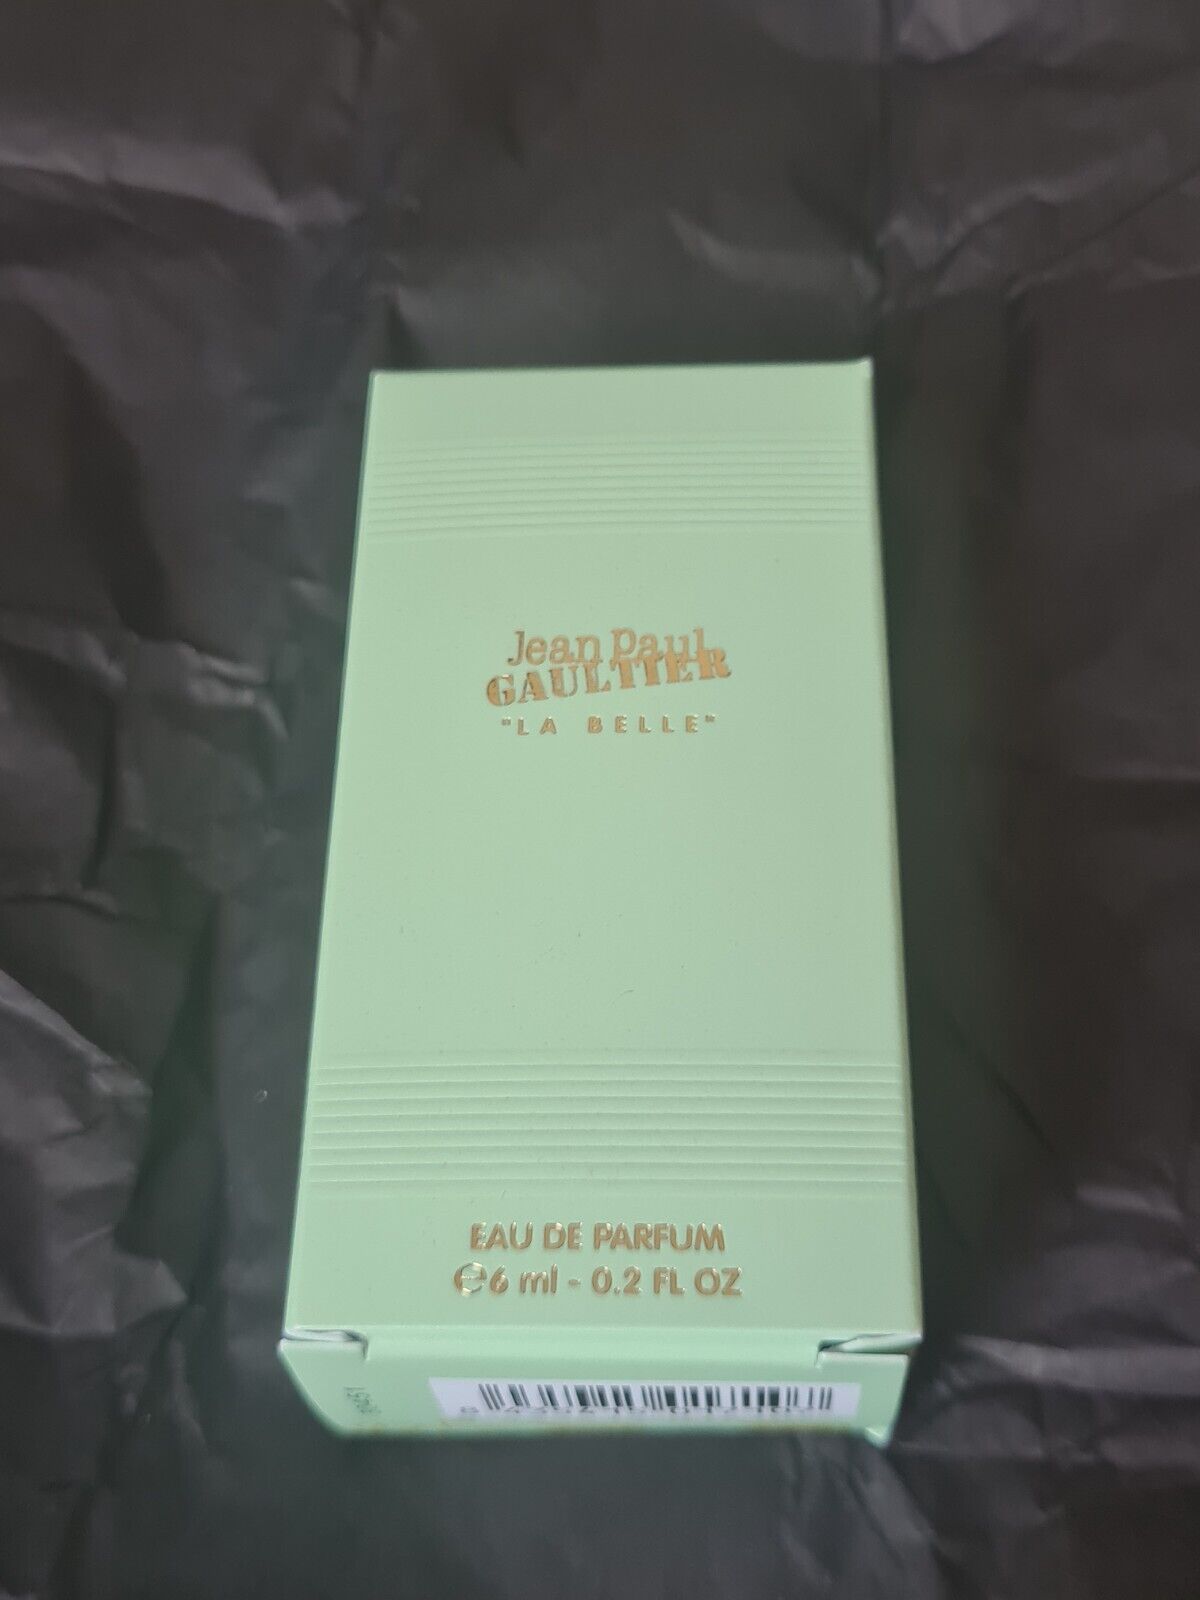 Jean Paul
GAULTIER
"LA BELLE"
EAU DE PARFUM
℮6 ml - 0.2 FL OZ